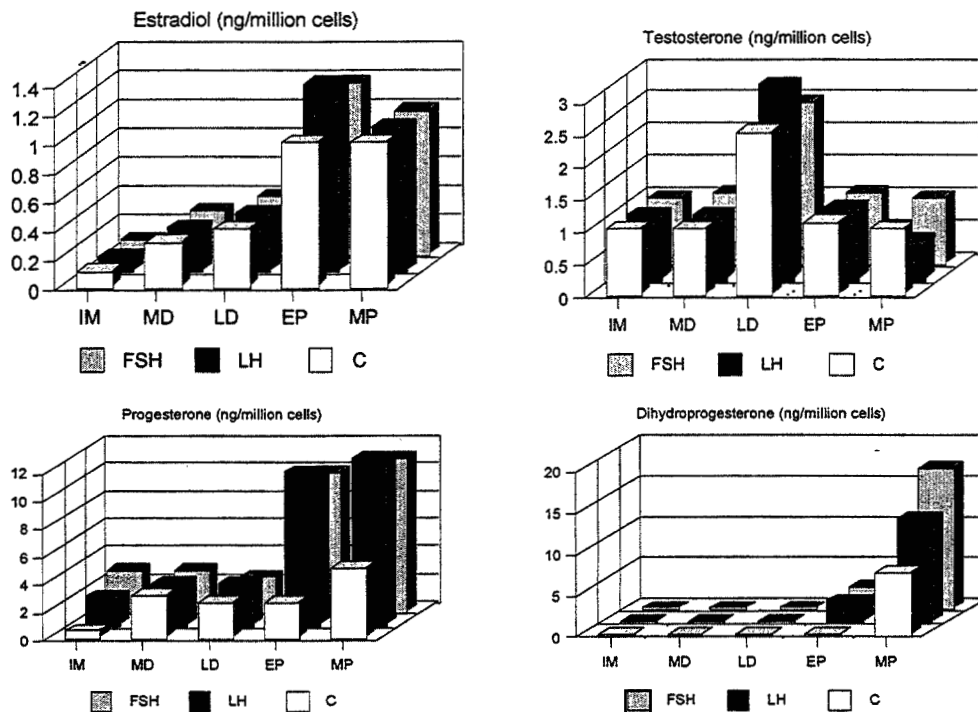 Estradiol (ng/million cells)
1.4
1.2
1
0.8
0.6
0.4
0.2
0
IM MD LD EP MP
FSH LH C
Testosterone (ng/million cells)
3
2.5
2
1.5
1
0.5
0
IM MD LD EP MP
FSH LH C
Progesterone (ng/million cells)
12
10
8
6
4
2
0
IM MD LD EP MP
FSH LH C
Dihydroprogesterone (ng/million cells)
20
15
10
5
0
IM MD LD EP MP
FSH LH C